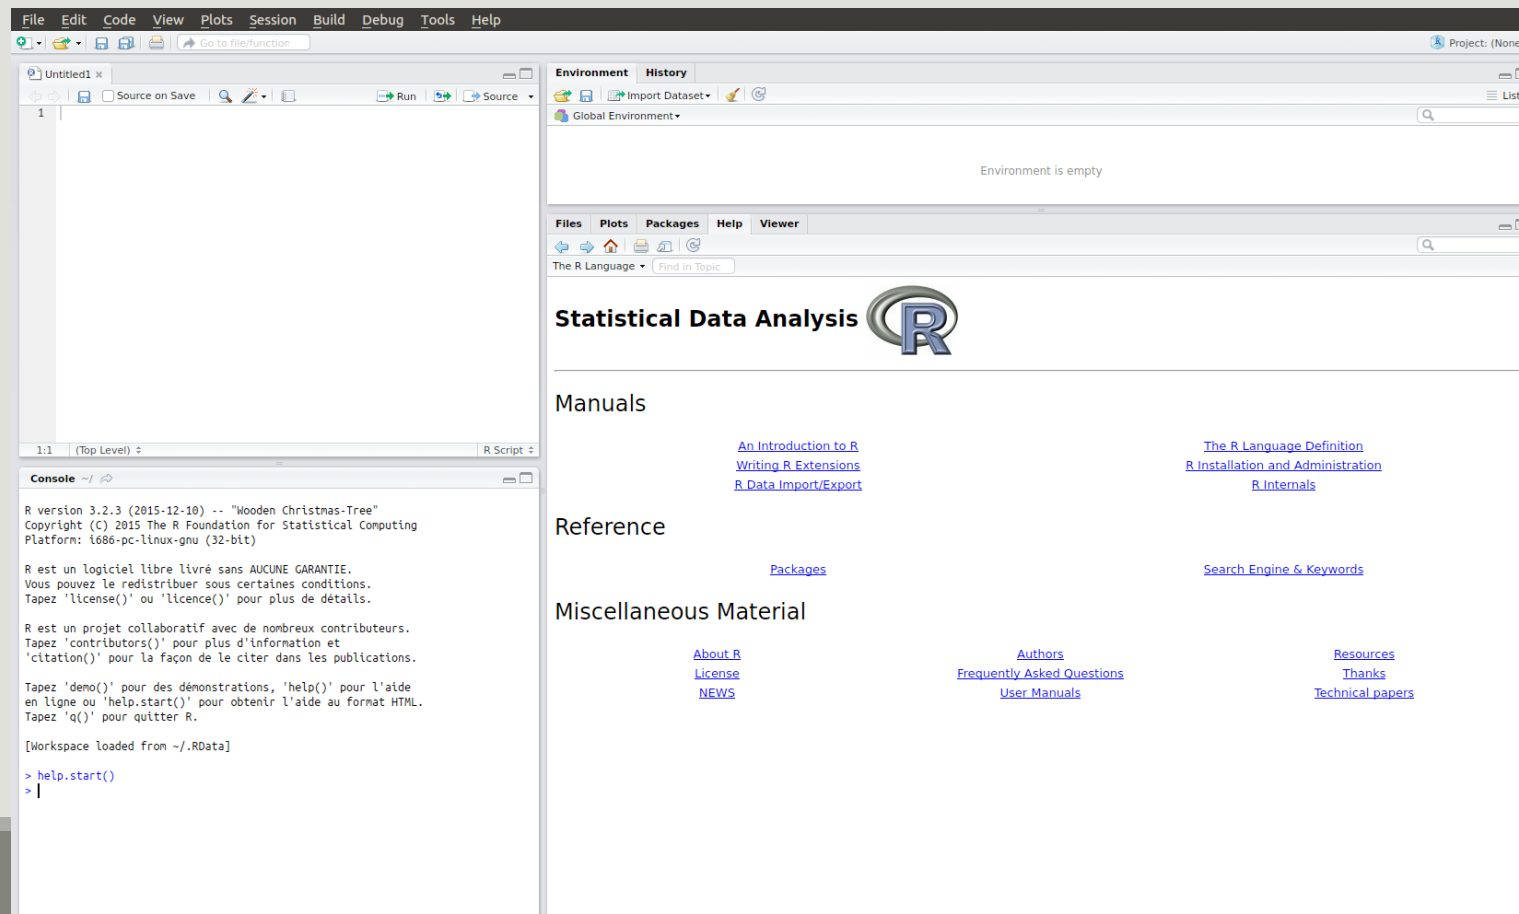 File Edit Code View Plots Session Build Debug Tools Help
Go to file/function
Project: (None
Untitled1
Source on Save Run Source
1
1:1 (Top Level) R Script
Console ~/
R version 3.2.3 (2015-12-10) -- "Wooden Christmas-Tree"
Copyright (C) 2015 The R Foundation for Statistical Computing
Platform: i686-pc-linux-gnu (32-bit)
R est un logiciel libre livré sans AUCUNE GARANTIE.
Vous pouvez le redistribuer sous certaines conditions.
Tapez 'license()' ou 'licence()' pour plus de détails.
R est un projet collaboratif avec de nombreux contributeurs.
Tapez 'contributors()' pour plus d'information et
'citation()' pour la façon de le citer dans les publications.
Tapez 'demo()' pour des démonstrations, 'help()' pour l'aide
en ligne ou 'help.start()' pour obtenir l'aide au format HTML.
Tapez 'q()' pour quitter R.
[Workspace loaded from ~/.RData]
> help.start()
>
Environment History
Import Dataset
List
Global Environment
Environment is empty
Files Plots Packages Help Viewer
The R Language Find in Topic
Statistical Data Analysis R
Manuals
An Introduction to R The R Language Definition
Writing R Extensions R Installation and Administration
R Data Import/Export R Internals
Reference
Packages Search Engine & Keywords
Miscellaneous Material
About R Authors Resources
License Frequently Asked Questions Thanks
NEWS User Manuals Technical papers